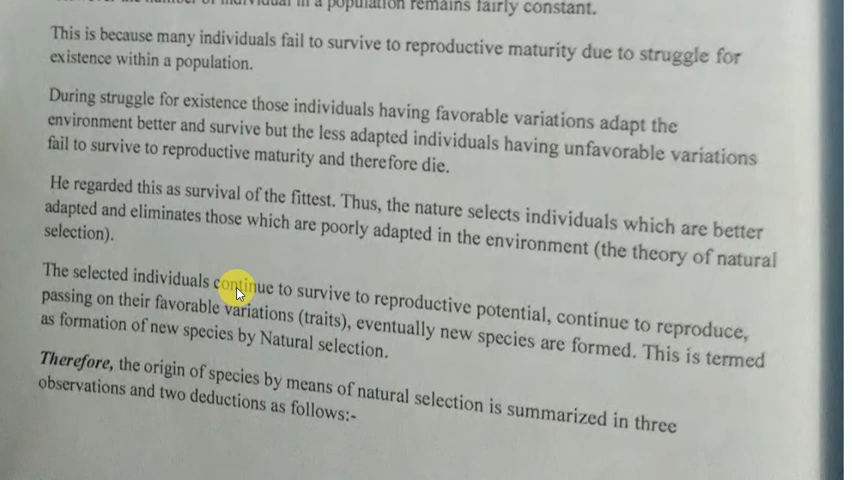 the number of individual in a population remains fairly constant.
This is because many individuals fail to survive to reproductive maturity due to struggle for
existence within a population.
During struggle for existence those individuals having favorable variations adapt the
environment better and survive but the less adapted individuals having unfavorable variations
fail to survive to reproductive maturity and therefore die.
He regarded this as survival of the fittest. Thus, the nature selects individuals which are better
adapted and eliminates those which are poorly adapted in the environment (the theory of natural
selection).
The selected individuals continue to survive to reproductive potential, continue to reproduce,
passing on their favorable variations (traits), eventually new species are formed. This is termed
as formation of new species by Natural selection.
Therefore, the origin of species by means of natural selection is summarized in three
observations and two deductions as follows:-